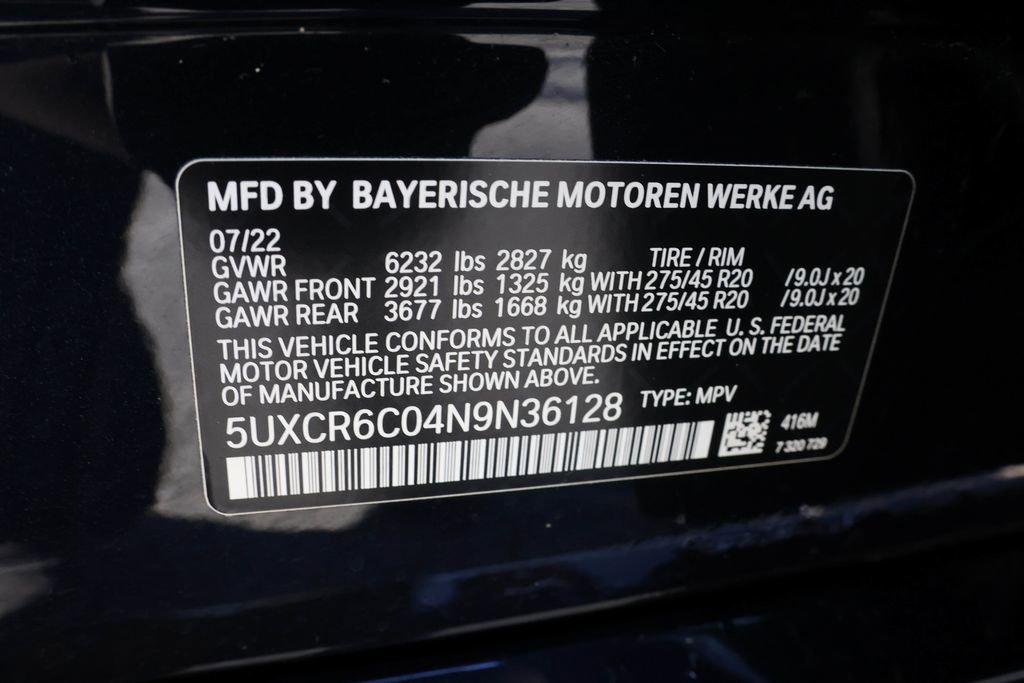 MFD BY BAYERISCHE MOTOREN WERKE AG
07/22
GVWR 6232 lbs 2827 kg TIRE / RIM
GAWR FRONT 2921 lbs 1325 kg WITH 275/45 R20 /9.0J x 20
GAWR REAR 3677 lbs 1668 kg WITH 275/45 R20 /9.0J x 20
THIS VEHICLE CONFORMS TO ALL APPLICABLE U. S. FEDERAL
MOTOR VEHICLE SAFETY STANDARDS IN EFFECT ON THE DATE
OF MANUFACTURE SHOWN ABOVE.
5UXCR6C04N9N36128 TYPE: MPV
416M
7 320 729